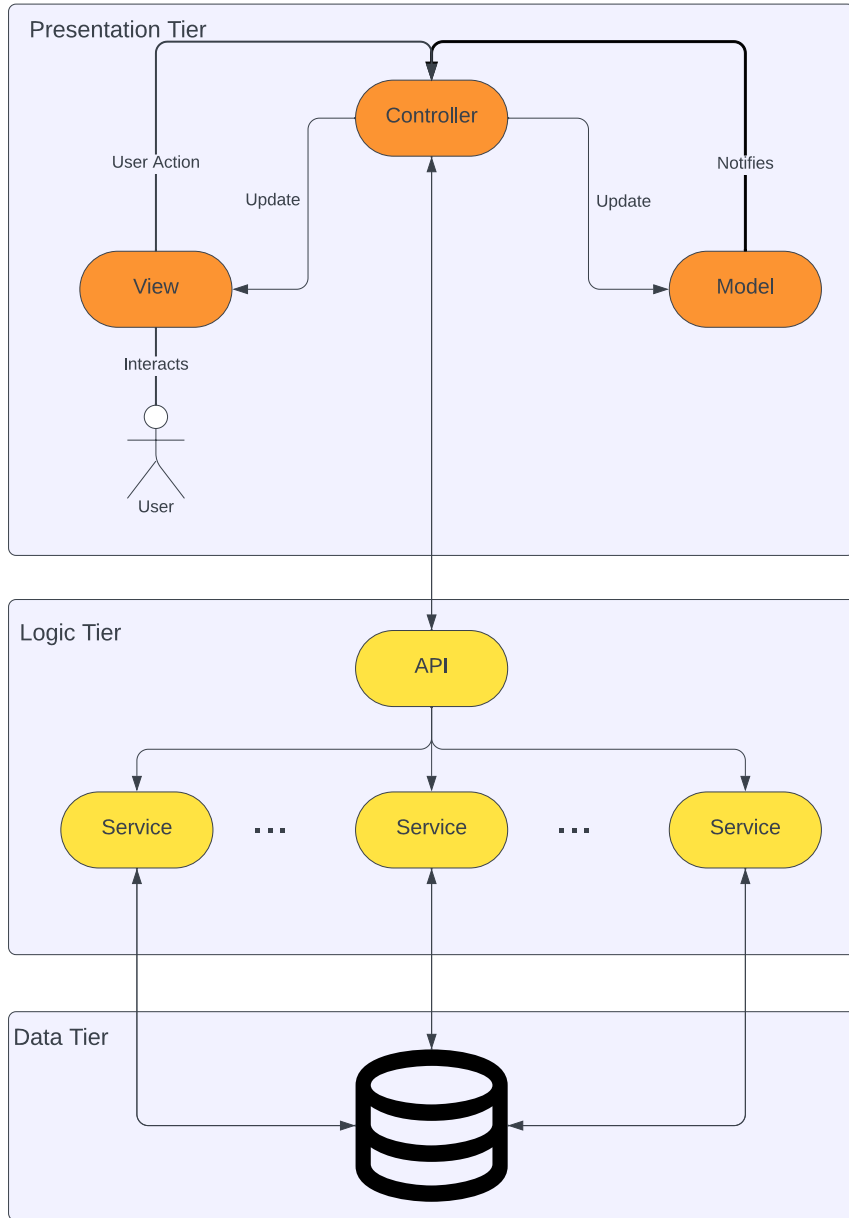 Presentation Tier
Controller
User Action
Notifies
Update
Update
View
Model
Interacts
User
Logic Tier
API
Service
...
Service
...
Service
Data Tier